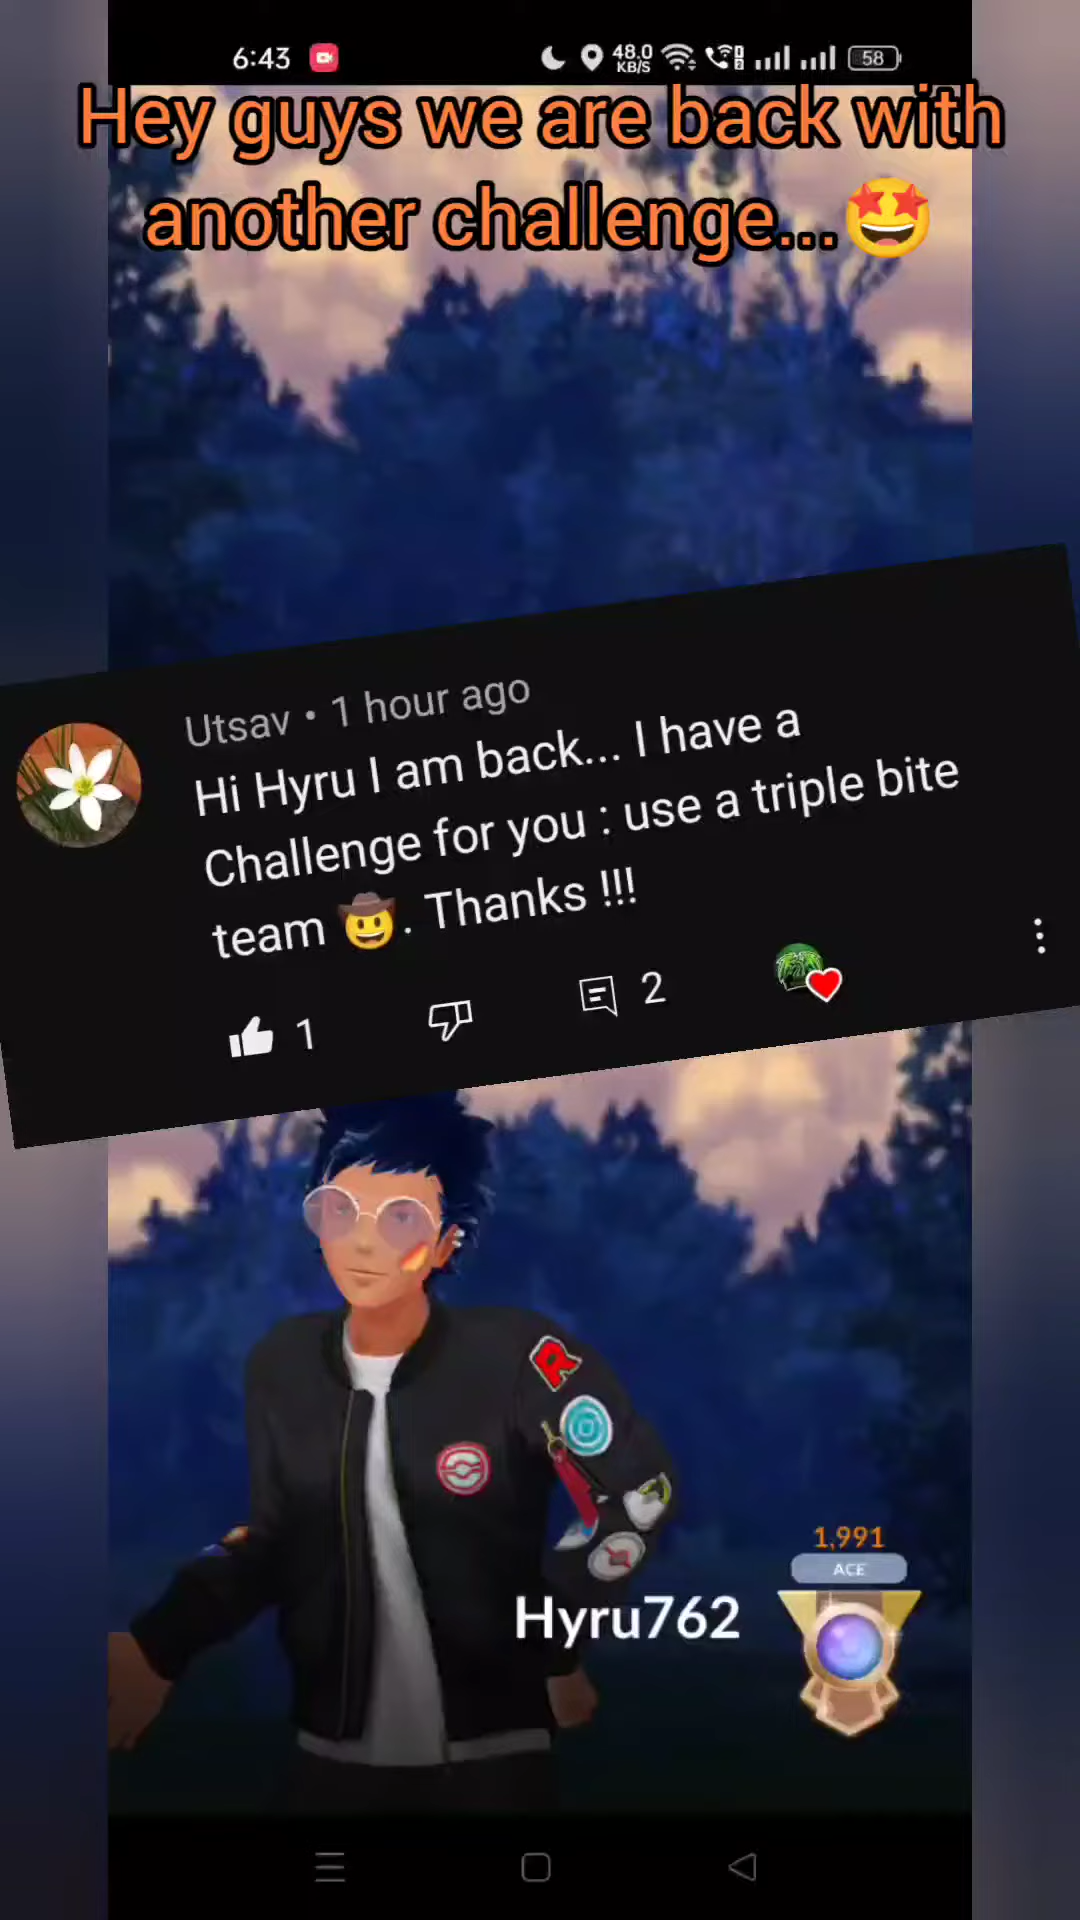 6:43
48.0
KB/S
58
Hey guys we are back with
another challenge...🤩
Utsav • 1 hour ago
Hi Hyru I am back... I have a
Challenge for you : use a triple bite
team 🤠. Thanks !!!
1
2
R
1,991
ACE
Hyru762